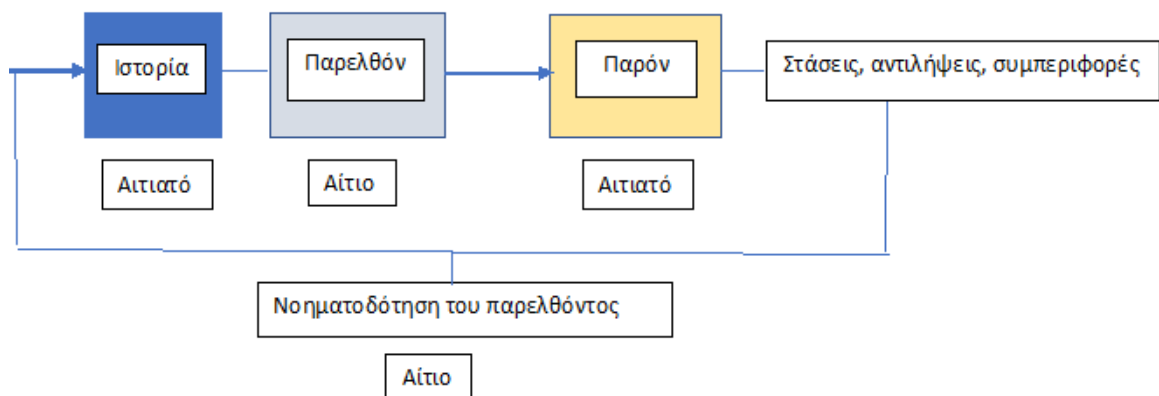 Ιστορία
Παρελθόν
Παρόν
Στάσεις, αντιλήψεις, συμπεριφορές
Αιτιατό
Αίτιο
Αιτιατό
Νοηματοδότηση του παρελθόντος
Αίτιο